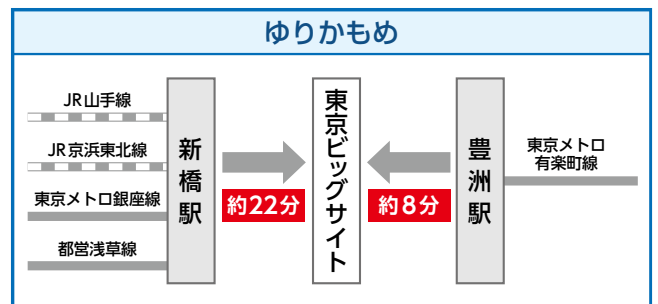 ゆりかもめ
JR山手線
JR京浜東北線
東京メトロ銀座線
都営浅草線
新橋駅
約22分
東京ビッグサイト
約8分
豊洲駅
東京メトロ
有楽町線